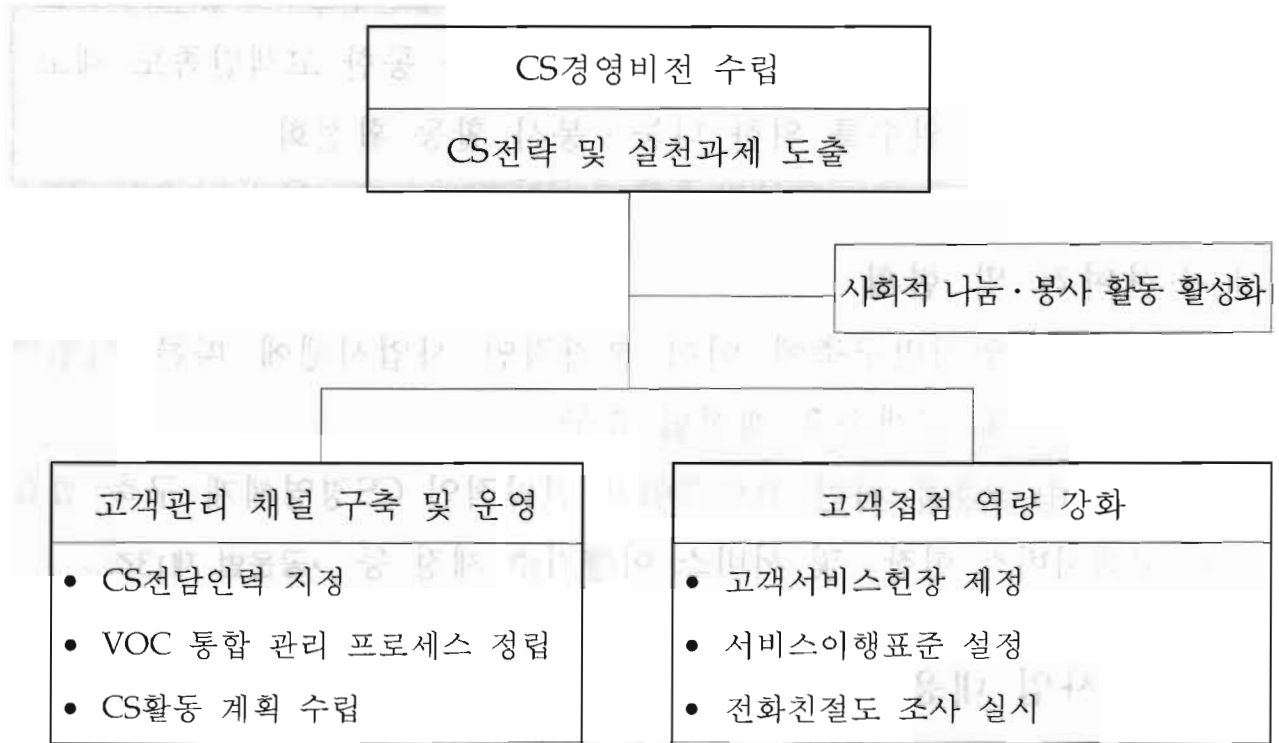 CS경영비전 수립
CS전략 및 실천과제 도출
사회적 나눔·봉사 활동 활성화
고객관리 채널 구축 및 운영
• CS전담인력 지정
• VOC 통합 관리 프로세스 정립
• CS활동 계획 수립
고객접점 역량 강화
• 고객서비스헌장 제정
• 서비스이행표준 설정
• 전화친절도 조사 실시